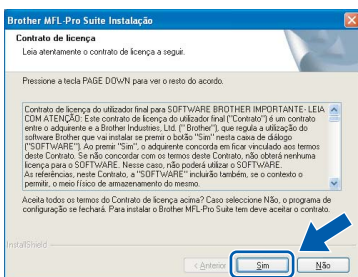 Brother MFL-Pro Suite Instalação
Contrato de licença
Leia atentamente o contrato de licença a seguir.
Pressione a tecla PAGE DOWN para ver o resto do acordo.
Contrato de licença do utilizador final para SOFTWARE BROTHER IMPORTANTE- LEIA
COM ATENÇÃO: Este contrato de licença do utilizador final ("Contrato") é um contrato
entre o adquirente e a Brother Industries, Ltd. ("Brother"), que regula a utilização do
software Brother que vai instalar se premir o botão "Sim" nesta caixa de diálogo
("SOFTWARE"). Ao premir "Sim", o adquirente concorda em ficar vinculado aos termos
deste Contrato. Se não concordar com os termos deste Contrato, não obterá nenhuma
licença para o SOFTWARE. Nesse caso, não poderá utilizar o SOFTWARE.
As referências, neste Contrato, a "SOFTWARE" incluirão também, se o contexto o
permitir, o meio físico de armazenamento do mesmo.
Aceita todos os termos do Contrato de licença acima? Caso seleccione Não, o programa de
configuração se fechará. Para instalar o Brother MFL-Pro Suite tem deve aceitar o contrato.
InstallShield
< Anterior
Sim
Não